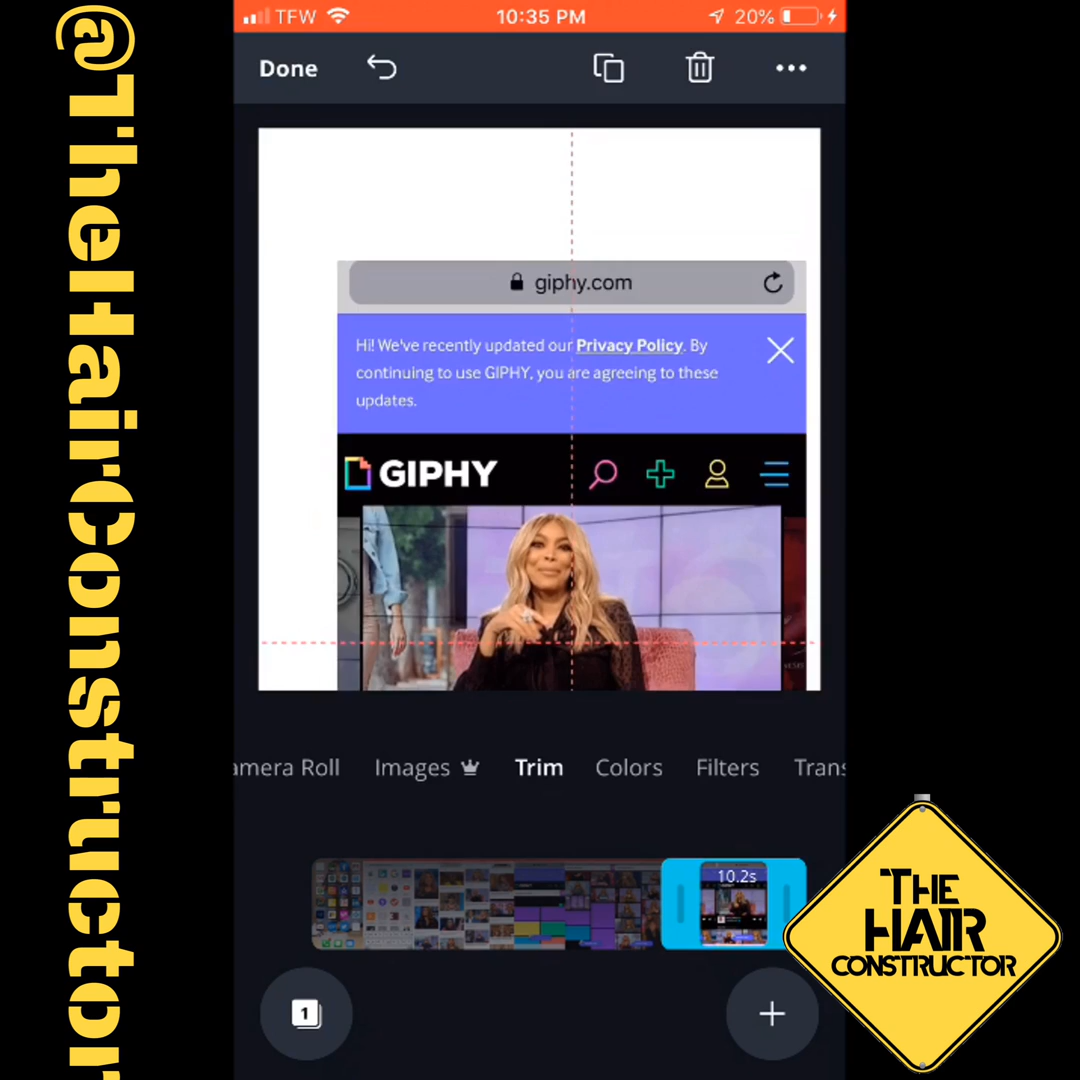 @TheHairConstructor
TFW 10:35 PM 20%
Done
giphy.com
Hi! We've recently updated our Privacy Policy. By
continuing to use GIPHY, you are agreeing to these
updates.
GIPHY
amera Roll Images Trim Colors Filters Trans
10.2s
1
THE
HAIR
CONSTRUCTOR